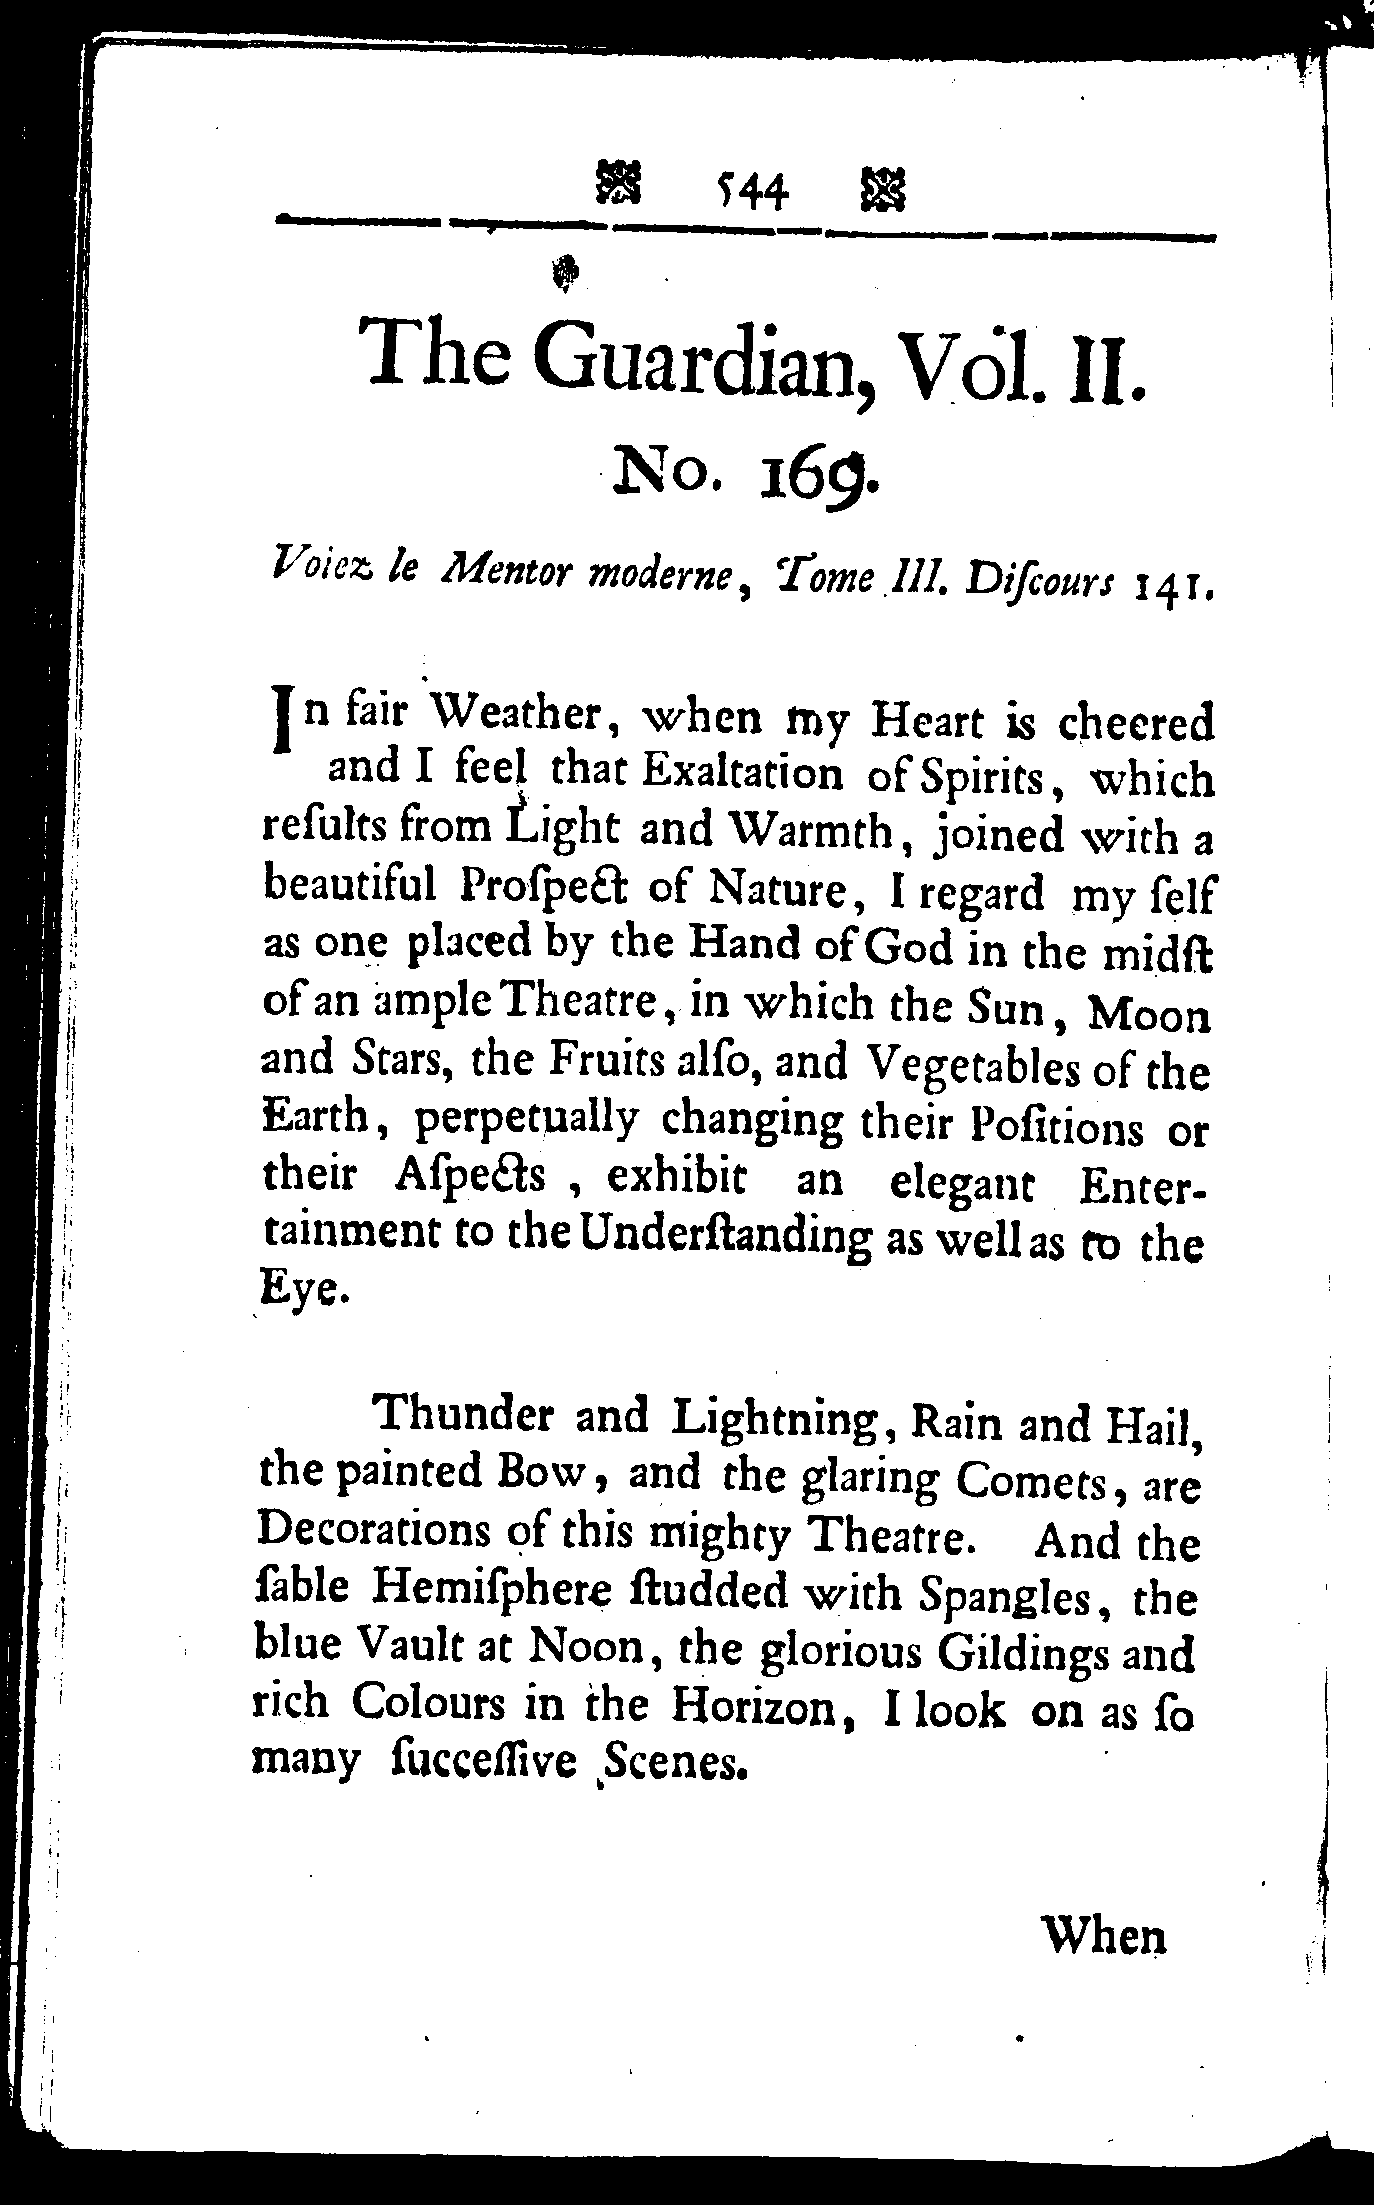 544
The Guardian, Vol. II.
No. 169.
Voiez le Mentor moderne, Tome III. Diſcours 141.
In fair Weather, when my Heart is cheered
and I feel that Exaltation of Spirits, which
reſults from Light and Warmth, joined with a
beautiful Proſpect of Nature, I regard my ſelf
as one placed by the Hand of God in the midſt
of an ample Theatre, in which the Sun, Moon
and Stars, the Fruits alſo, and Vegetables of the
Earth, perpetually changing their Poſitions or
their Aſpects, exhibit an elegant Enter-
tainment to the Underſtanding as well as to the
Eye.
Thunder and Lightning, Rain and Hail,
the painted Bow, and the glaring Comets, are
Decorations of this mighty Theatre. And the
ſable Hemiſphere ſtudded with Spangles, the
blue Vault at Noon, the glorious Gildings and
rich Colours in the Horizon, I look on as ſo
many ſucceſſive Scenes.
When